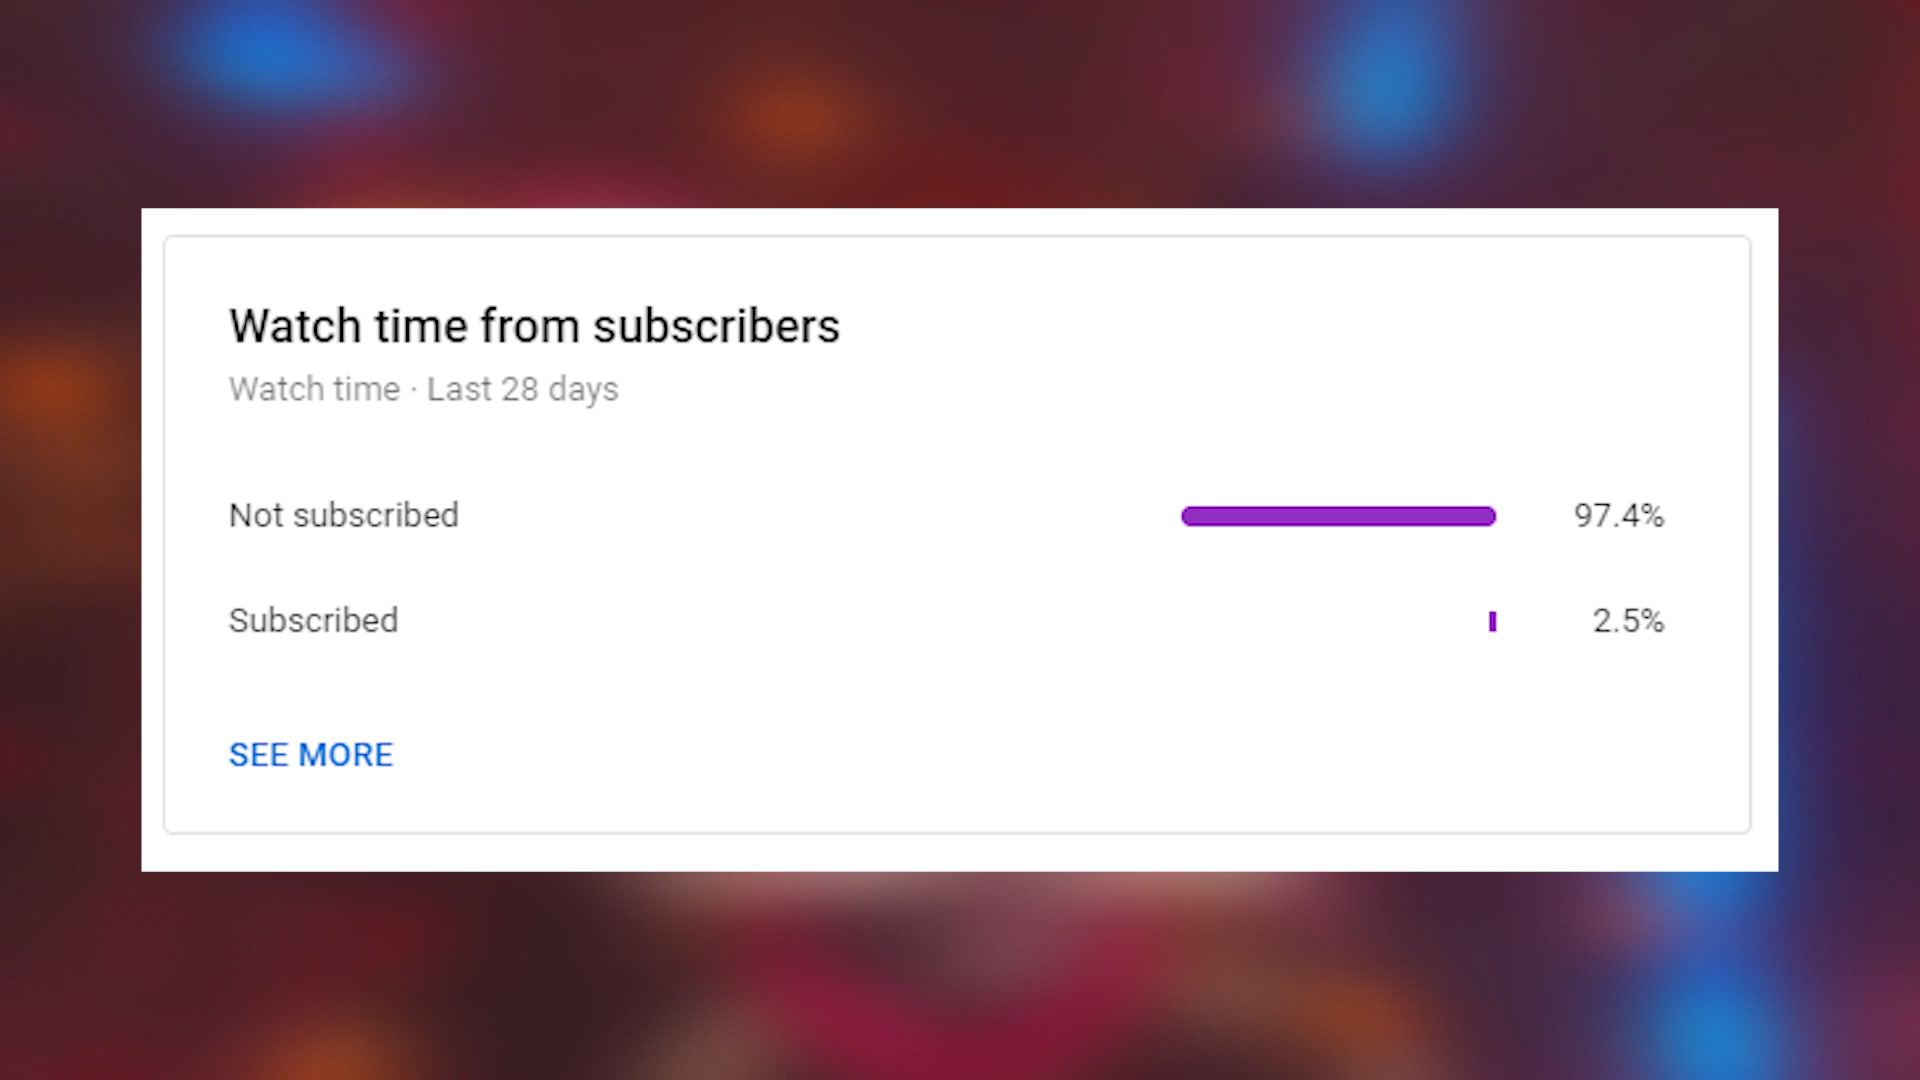 Watch time from subscribers
Watch time · Last 28 days
Not subscribed 97.4%
Subscribed 2.5%
SEE MORE